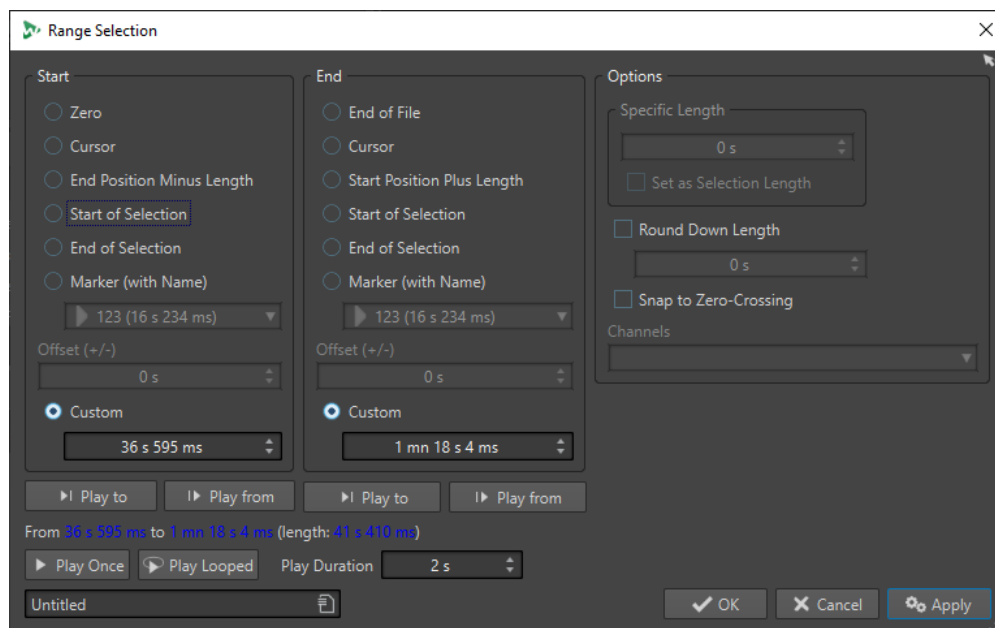 Range Selection
Start
Zero
Cursor
End Position Minus Length
Start of Selection
End of Selection
Marker (with Name)
123 (16 s 234 ms)
Offset (+/-)
0 s
Custom
36 s 595 ms
Play to
Play from
End
End of File
Cursor
Start Position Plus Length
Start of Selection
End of Selection
Marker (with Name)
123 (16 s 234 ms)
Offset (+/-)
0 s
Custom
1 mn 18 s 4 ms
Play to
Play from
Options
Specific Length
0 s
Set as Selection Length
Round Down Length
0 s
Snap to Zero-Crossing
Channels
From 36 s 595 ms to 1 mn 18 s 4 ms (length: 41 s 410 ms)
Play Once
Play Looped
Play Duration
2 s
Untitled
OK
Cancel
Apply